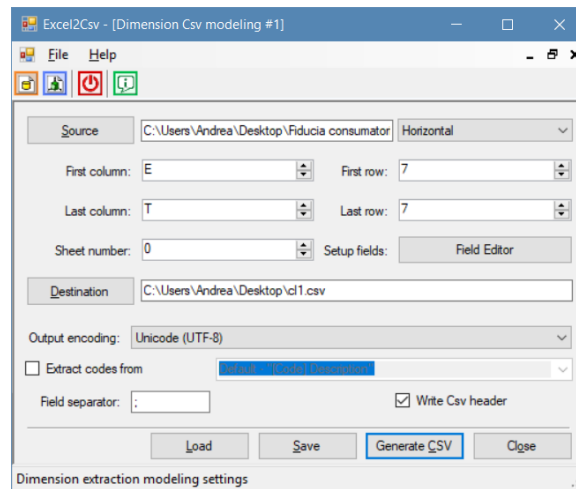 Excel2Csv - [Dimension Csv modeling #1]
File Help
Source C:\Users\Andrea\Desktop\Fiducia consumator Horizontal
First column: E First row: 7
Last column: T Last row: 7
Sheet number: 0 Setup fields: Field Editor
Destination C:\Users\Andrea\Desktop\cl1.csv
Output encoding: Unicode (UTF-8)
Extract codes from Default - "[Code] Description"
Field separator: ; Write Csv header
Load Save Generate CSV Close
Dimension extraction modeling settings